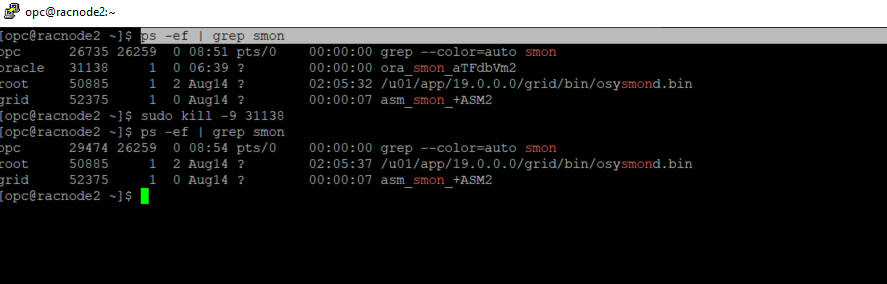 opc@racnode2:~
[opc@racnode2 ~]$ ps -ef | grep smon
opc 26735 26259 0 08:51 pts/0 00:00:00 grep --color=auto smon
oracle 31138 1 0 06:39 ? 00:00:00 ora_smon_aTFdbVm2
root 50885 1 2 Aug14 ? 02:05:32 /u01/app/19.0.0.0/grid/bin/osysmond.bin
grid 52375 1 0 Aug14 ? 00:00:07 asm_smon_+ASM2
[opc@racnode2 ~]$ sudo kill -9 31138
[opc@racnode2 ~]$ ps -ef | grep smon
opc 29474 26259 0 08:54 pts/0 00:00:00 grep --color=auto smon
root 50885 1 2 Aug14 ? 02:05:37 /u01/app/19.0.0.0/grid/bin/osysmond.bin
grid 52375 1 0 Aug14 ? 00:00:07 asm_smon_+ASM2
[opc@racnode2 ~]$